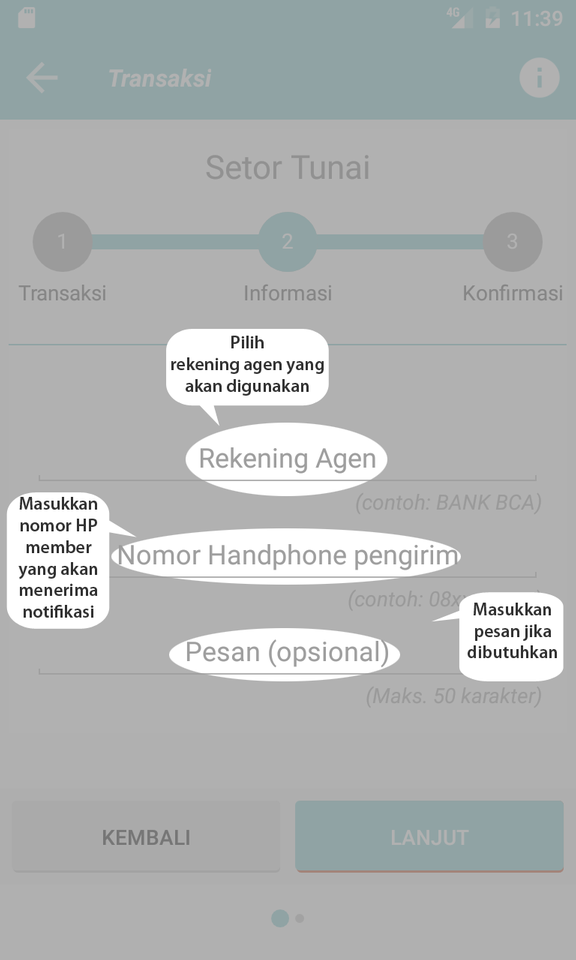 4G 11:39
Transaksi
Setor Tunai
1 2 3
Transaksi Informasi Konfirmasi
Pilih
rekening agen yang
akan digunakan
Rekening Agen
(contoh: BANK BCA)
Masukkan
nomor HP
member
yang akan
menerima
notifikasi
Nomor Handphone pengirim
(contoh: 08x
Masukkan
pesan jika
dibutuhkan
Pesan (opsional)
(Maks. 50 karakter)
KEMBALI LANJUT